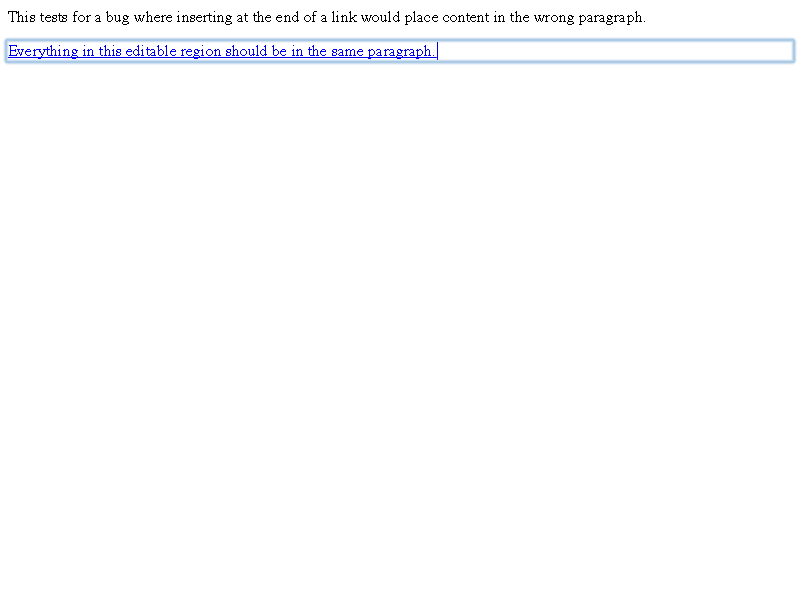 This tests for a bug where inserting at the end of a link would place content in the wrong paragraph.
Everything in this editable region should be in the same paragraph.